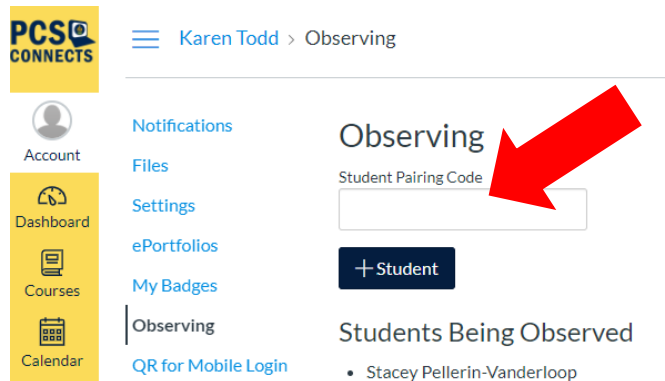 PCS
CONNECTS
Karen Todd > Observing
Account
Dashboard
Courses
Calendar
Notifications
Files
Settings
ePortfolios
My Badges
Observing
QR for Mobile Login
Observing
Student Pairing Code
+ Student
Students Being Observed
• Stacey Pellerin-Vanderloop